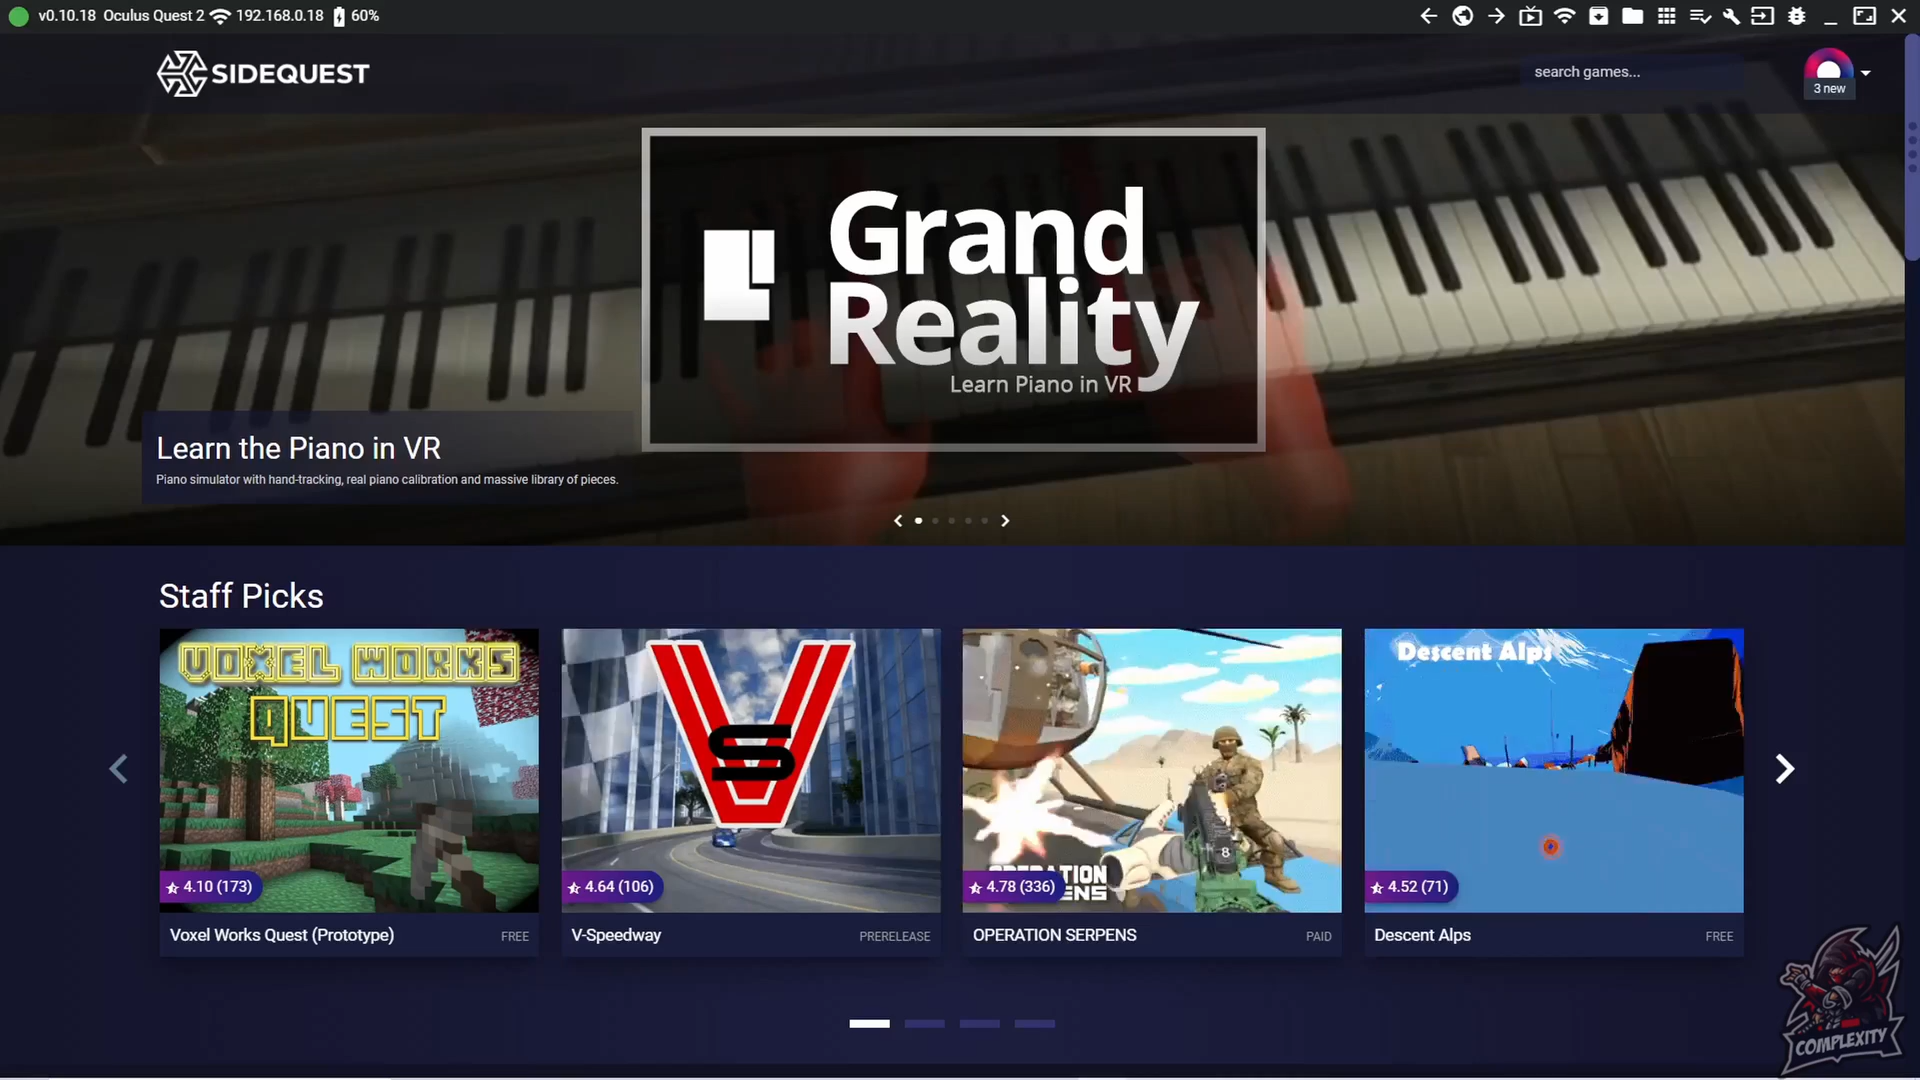 v0.10.18 Oculus Quest 2 192.168.0.18 60%
SIDEQUEST
search games...
3 new
Grand
Reality
Learn Piano in VR
Learn the Piano in VR
Piano simulator with hand-tracking, real piano calibration and massive library of pieces.
Staff Picks
VOXEL WORKS
QUEST
VS
Descent Alps
8
4.10 (173)
4.64 (106)
4.78 (336)
4.52 (71)
Voxel Works Quest (Prototype) FREE
V-Speedway PRERELEASE
OPERATION SERPENS PAID
Descent Alps FREE
COMPLEXITY